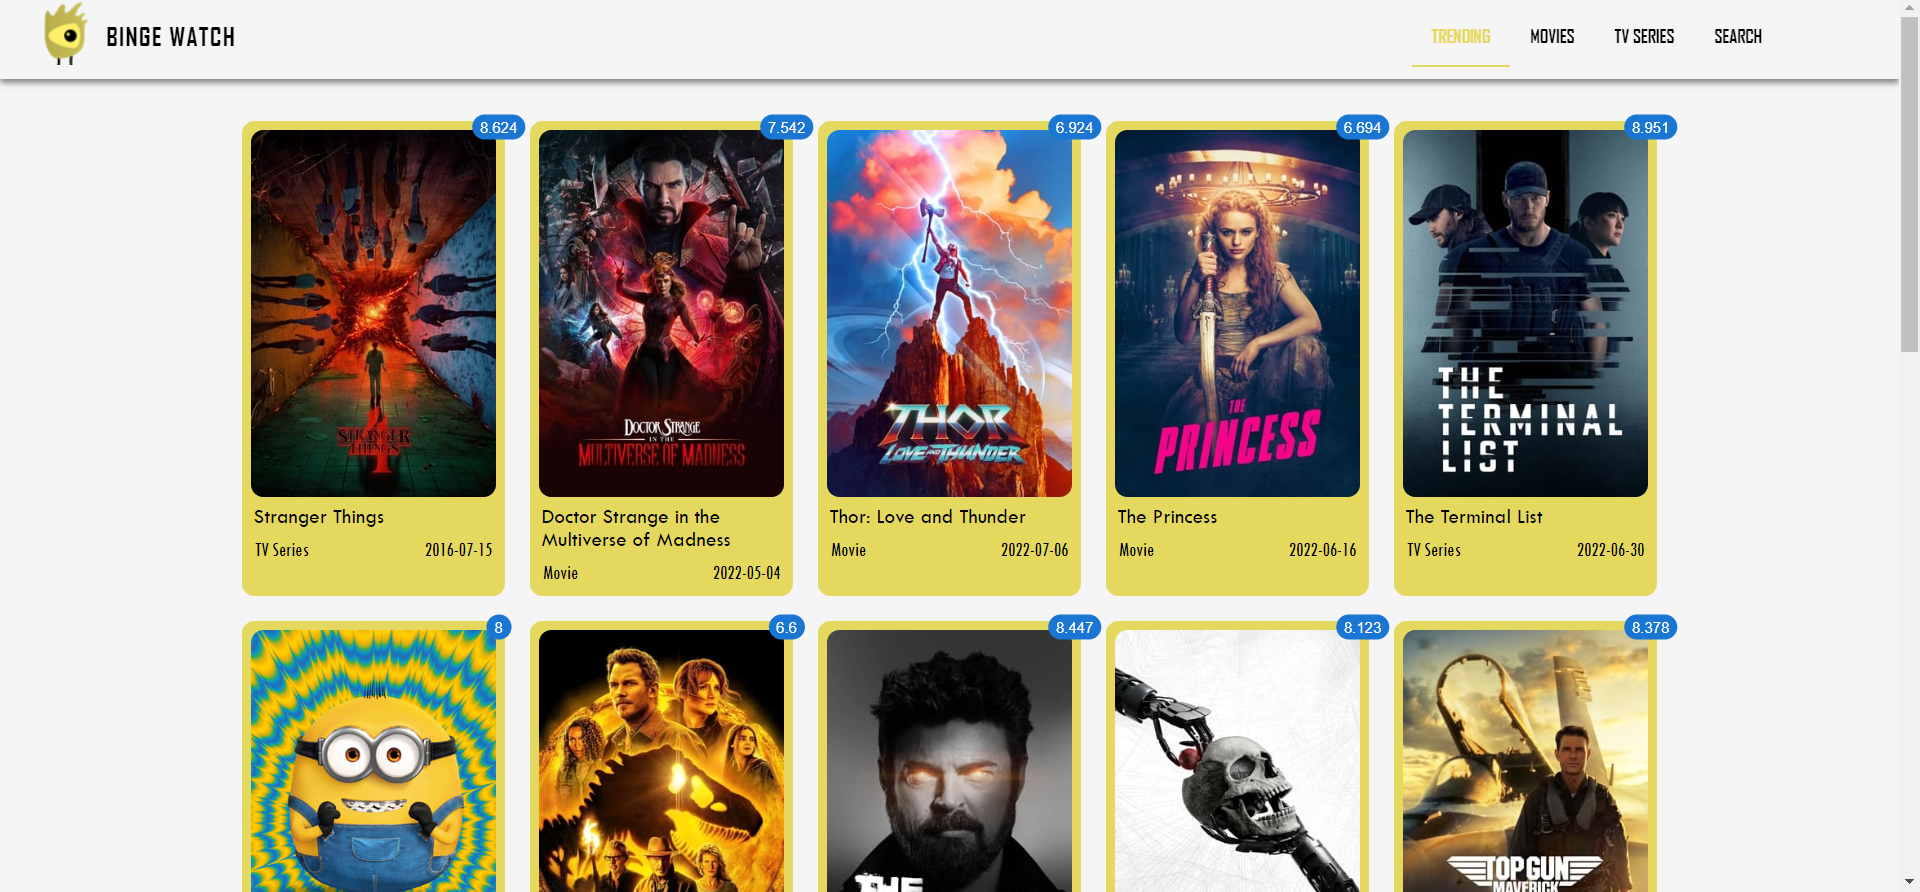 BINGE WATCH
TRENDING MOVIES TV SERIES SEARCH
8.624
7.542
6.924
6.694
8.951
STRANGER
THINGS
4
DOCTOR STRANGE
IN THE
MULTIVERSE OF MADNESS
THOR
LOVE AND THUNDER
THE
PRINCESS
THE
TERMINAL
LIST
Stranger Things
TV Series 2016-07-15
Doctor Strange in the
Multiverse of Madness
Movie 2022-05-04
Thor: Love and Thunder
Movie 2022-07-06
The Princess
Movie 2022-06-16
The Terminal List
TV Series 2022-06-30
8
6.6
8.447
8.123
8.378
THE
TOP GUN
MAVERICK